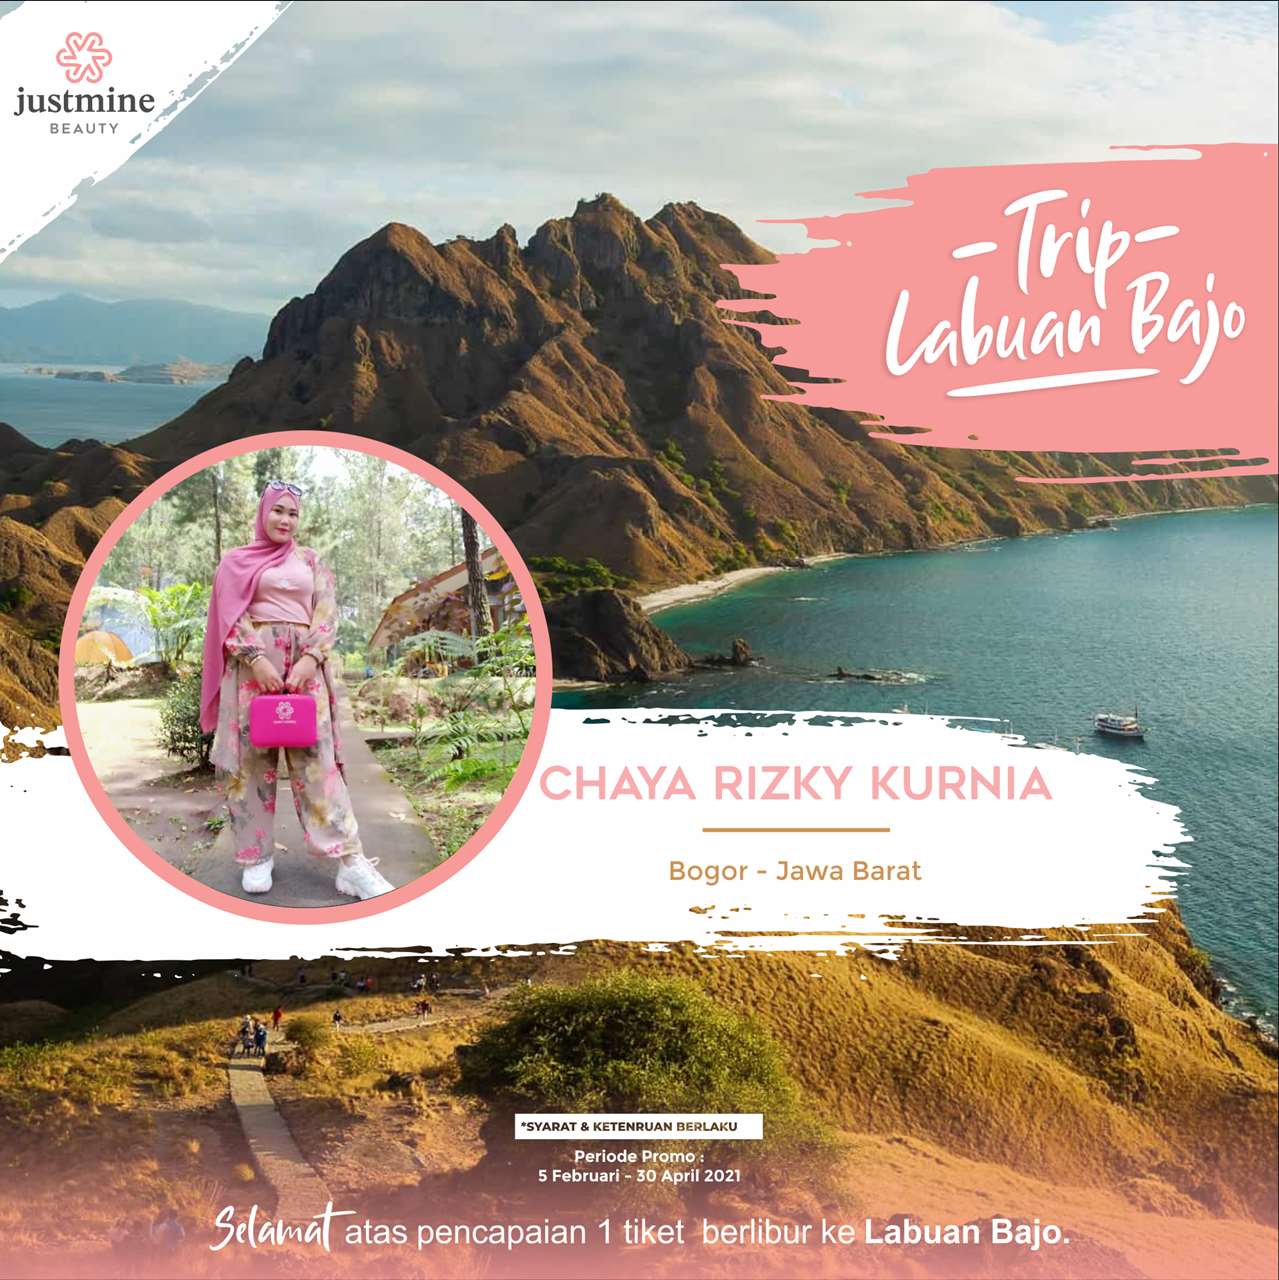 justmine
BEAUTY
-Trip-
Labuan Bajo
CHAYA RIZKY KURNIA
Bogor - Jawa Barat
*SYARAT & KETENRUAN BERLAKU
Periode Promo :
5 Februari - 30 April 2021
Selamat atas pencapaian 1 tiket berlibur ke Labuan Bajo.